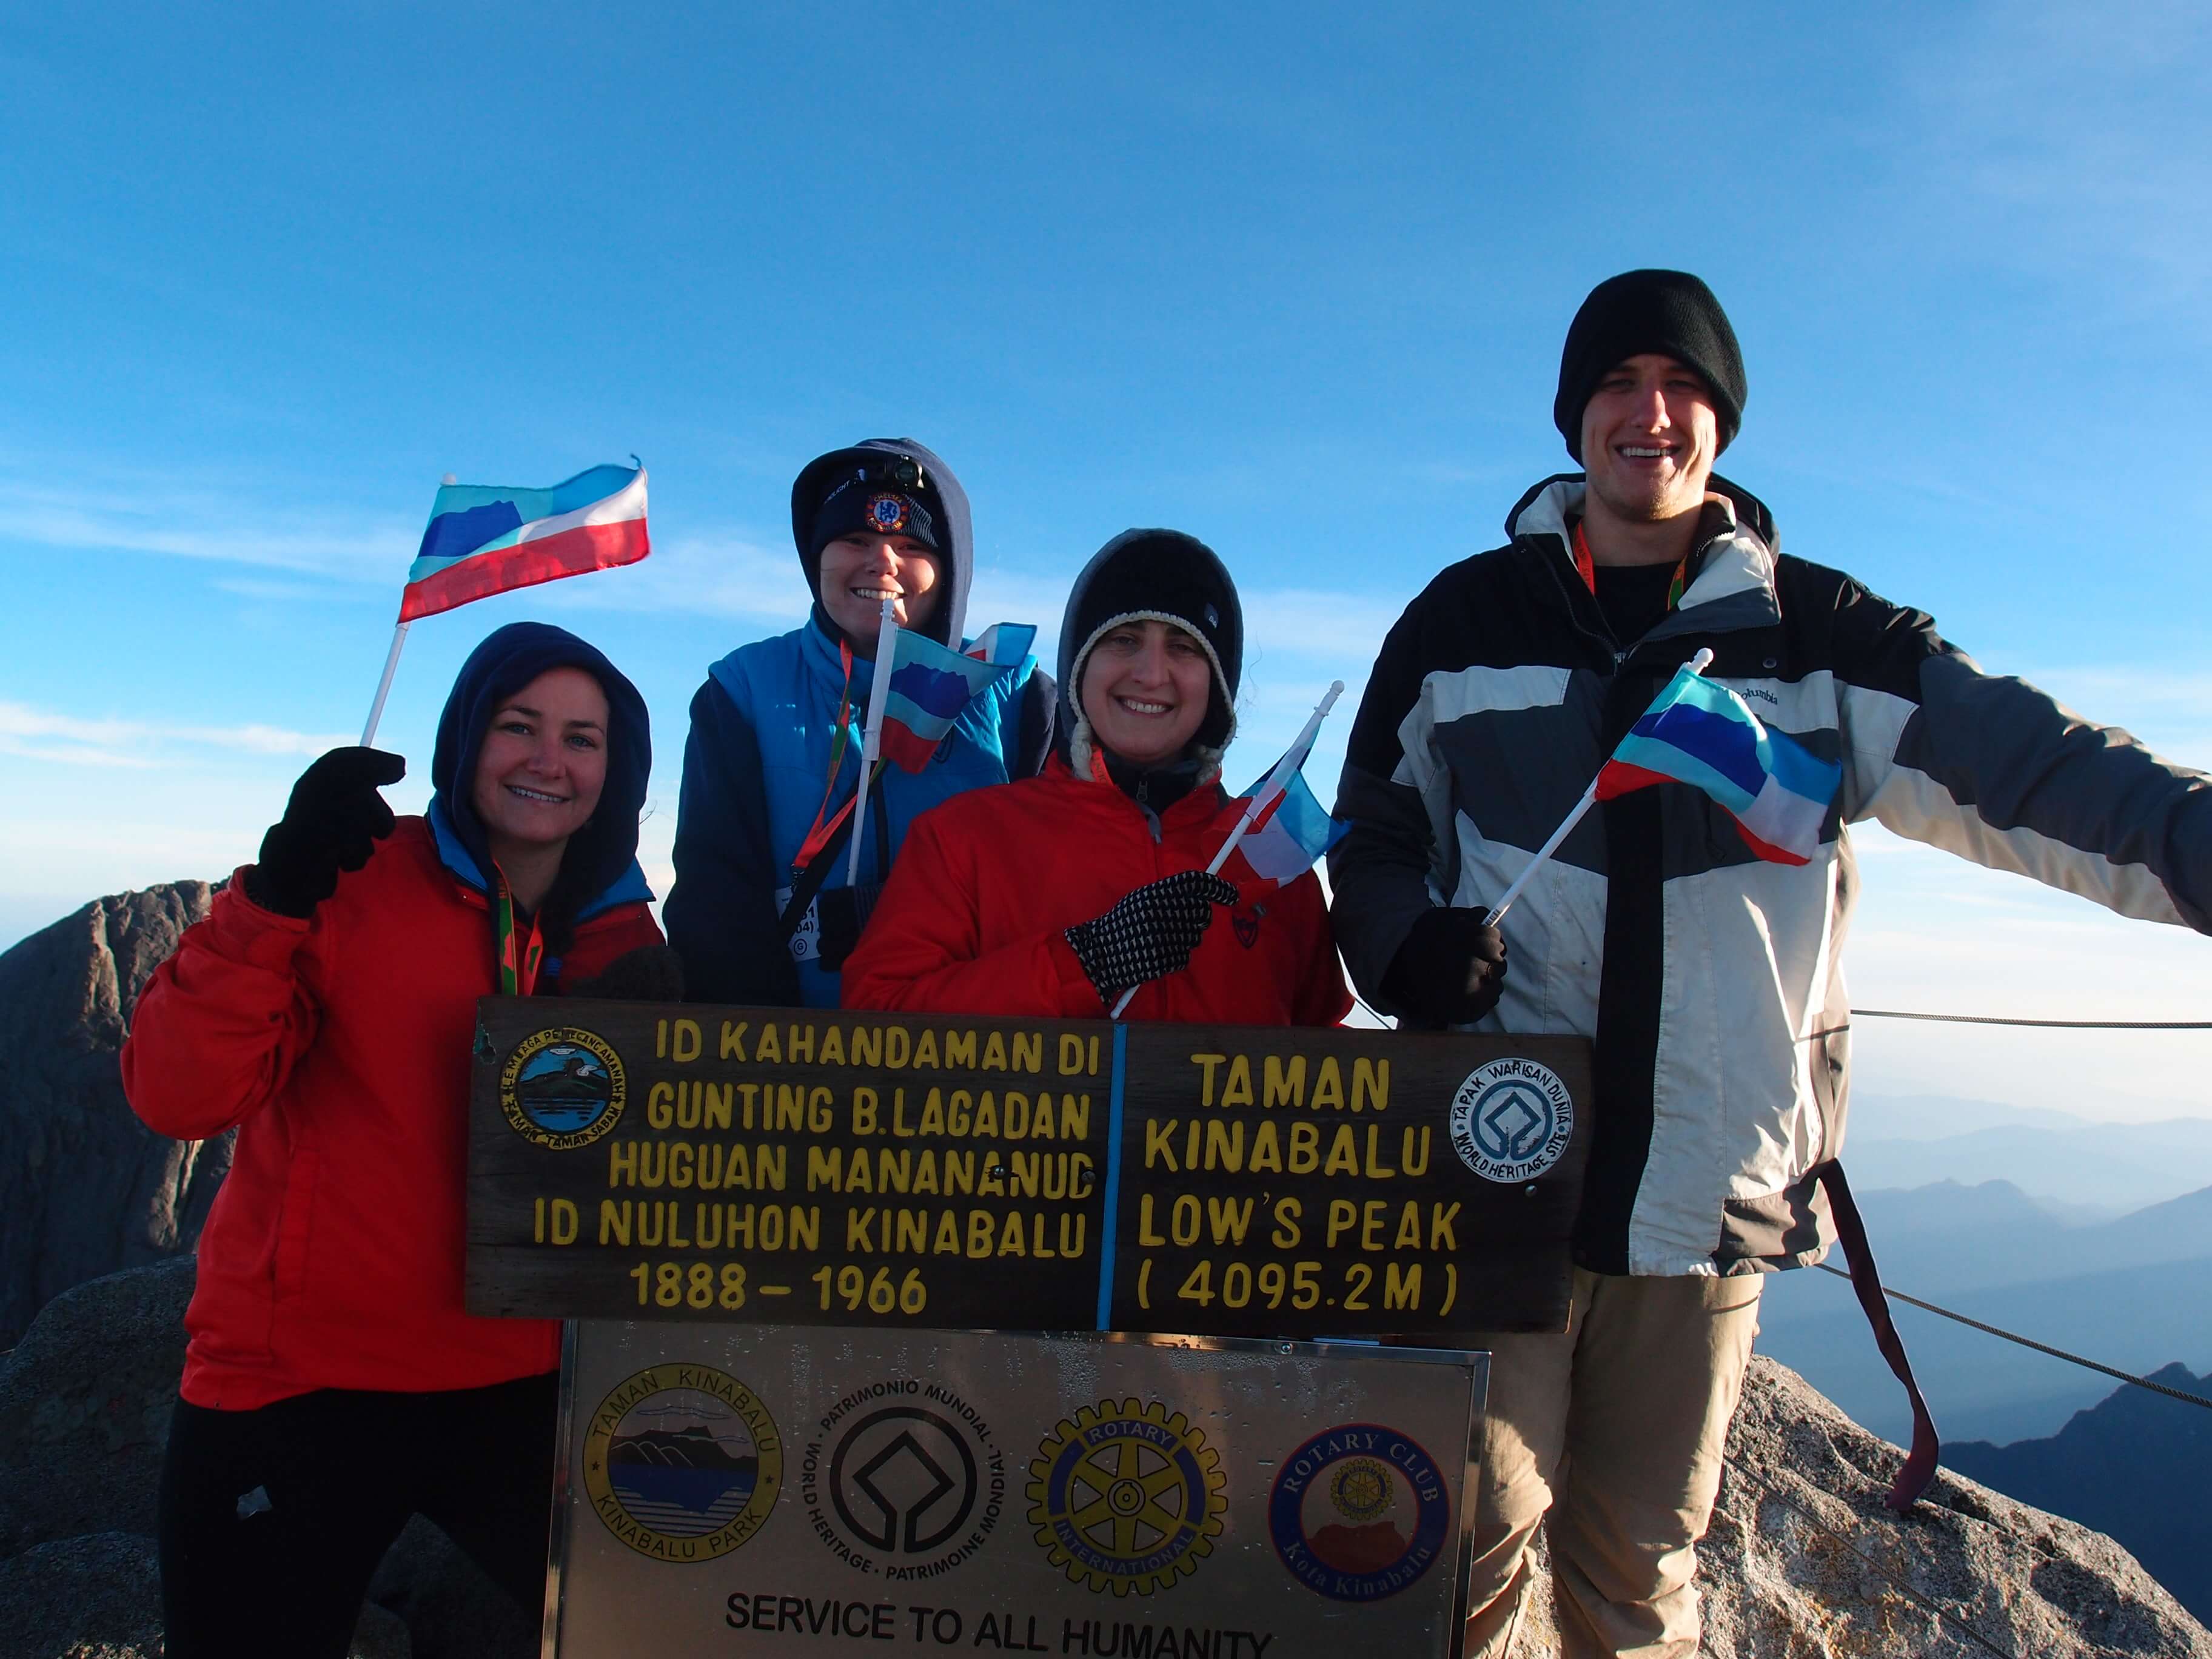 CHELSEA
Columbia
ID KAHANDAMAN DI
GUNTING B.LAGADAN
HUGUAN MANANANUD
ID NULUHON KINABALU
1888 - 1966
TAMAN
KINABALU
LOW'S PEAK
( 4095.2M )
TAPAK WARISAN DUNIA
WORLD HERITAGE SITE
TAMAN KINABALU
KINABALU PARK
PATRIMONIO MUNDIAL
WORLD HERITAGE · PATRIMOINE MONDIAL
ROTARY
INTERNATIONAL
ROTARY CLUB
Kota Kinabalu
SERVICE TO ALL HUMANITY